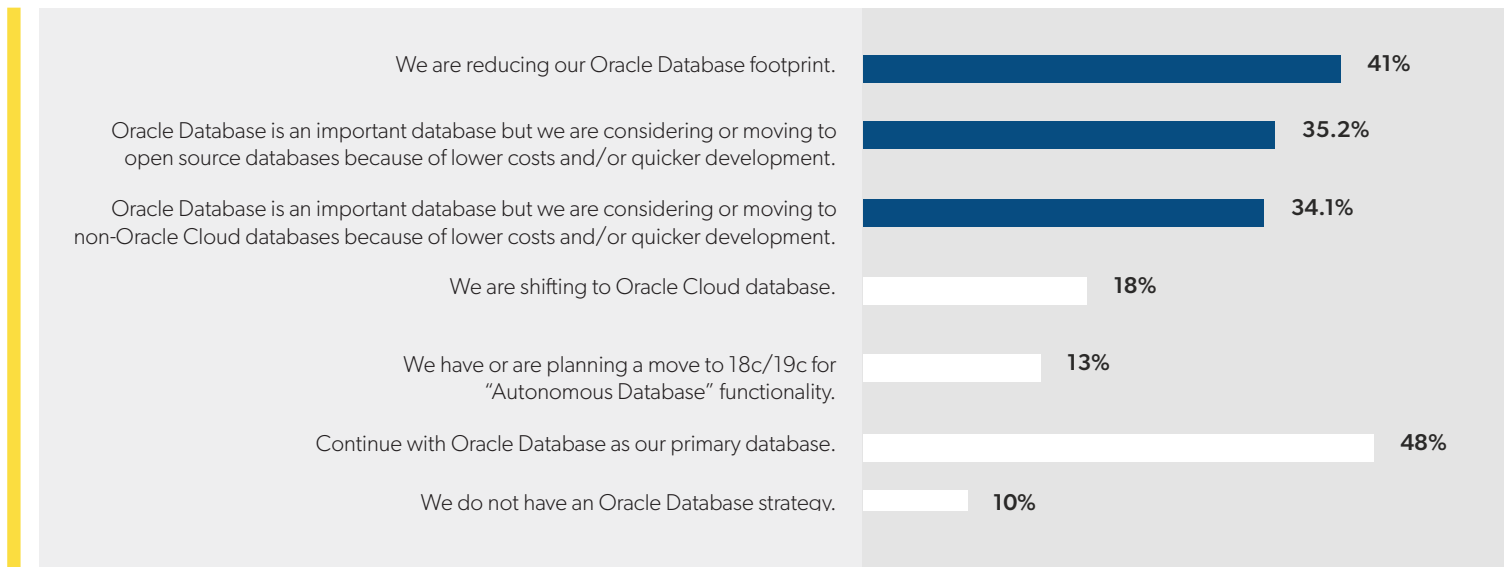 We are reducing our Oracle Database footprint. 41%
Oracle Database is an important database but we are considering or moving to
open source databases because of lower costs and/or quicker development. 35.2%
Oracle Database is an important database but we are considering or moving to
non-Oracle Cloud databases because of lower costs and/or quicker development. 34.1%
We are shifting to Oracle Cloud database. 18%
We have or are planning a move to 18c/19c for
“Autonomous Database” functionality. 13%
Continue with Oracle Database as our primary database. 48%
We do not have an Oracle Database strategy. 10%